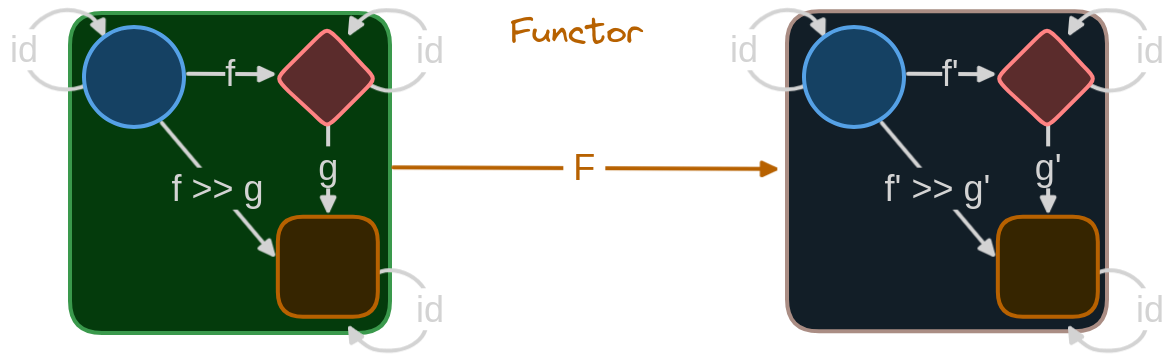 Functor
id
f
id
g
f >> g
id
F
id
f'
id
g'
f' >> g'
id